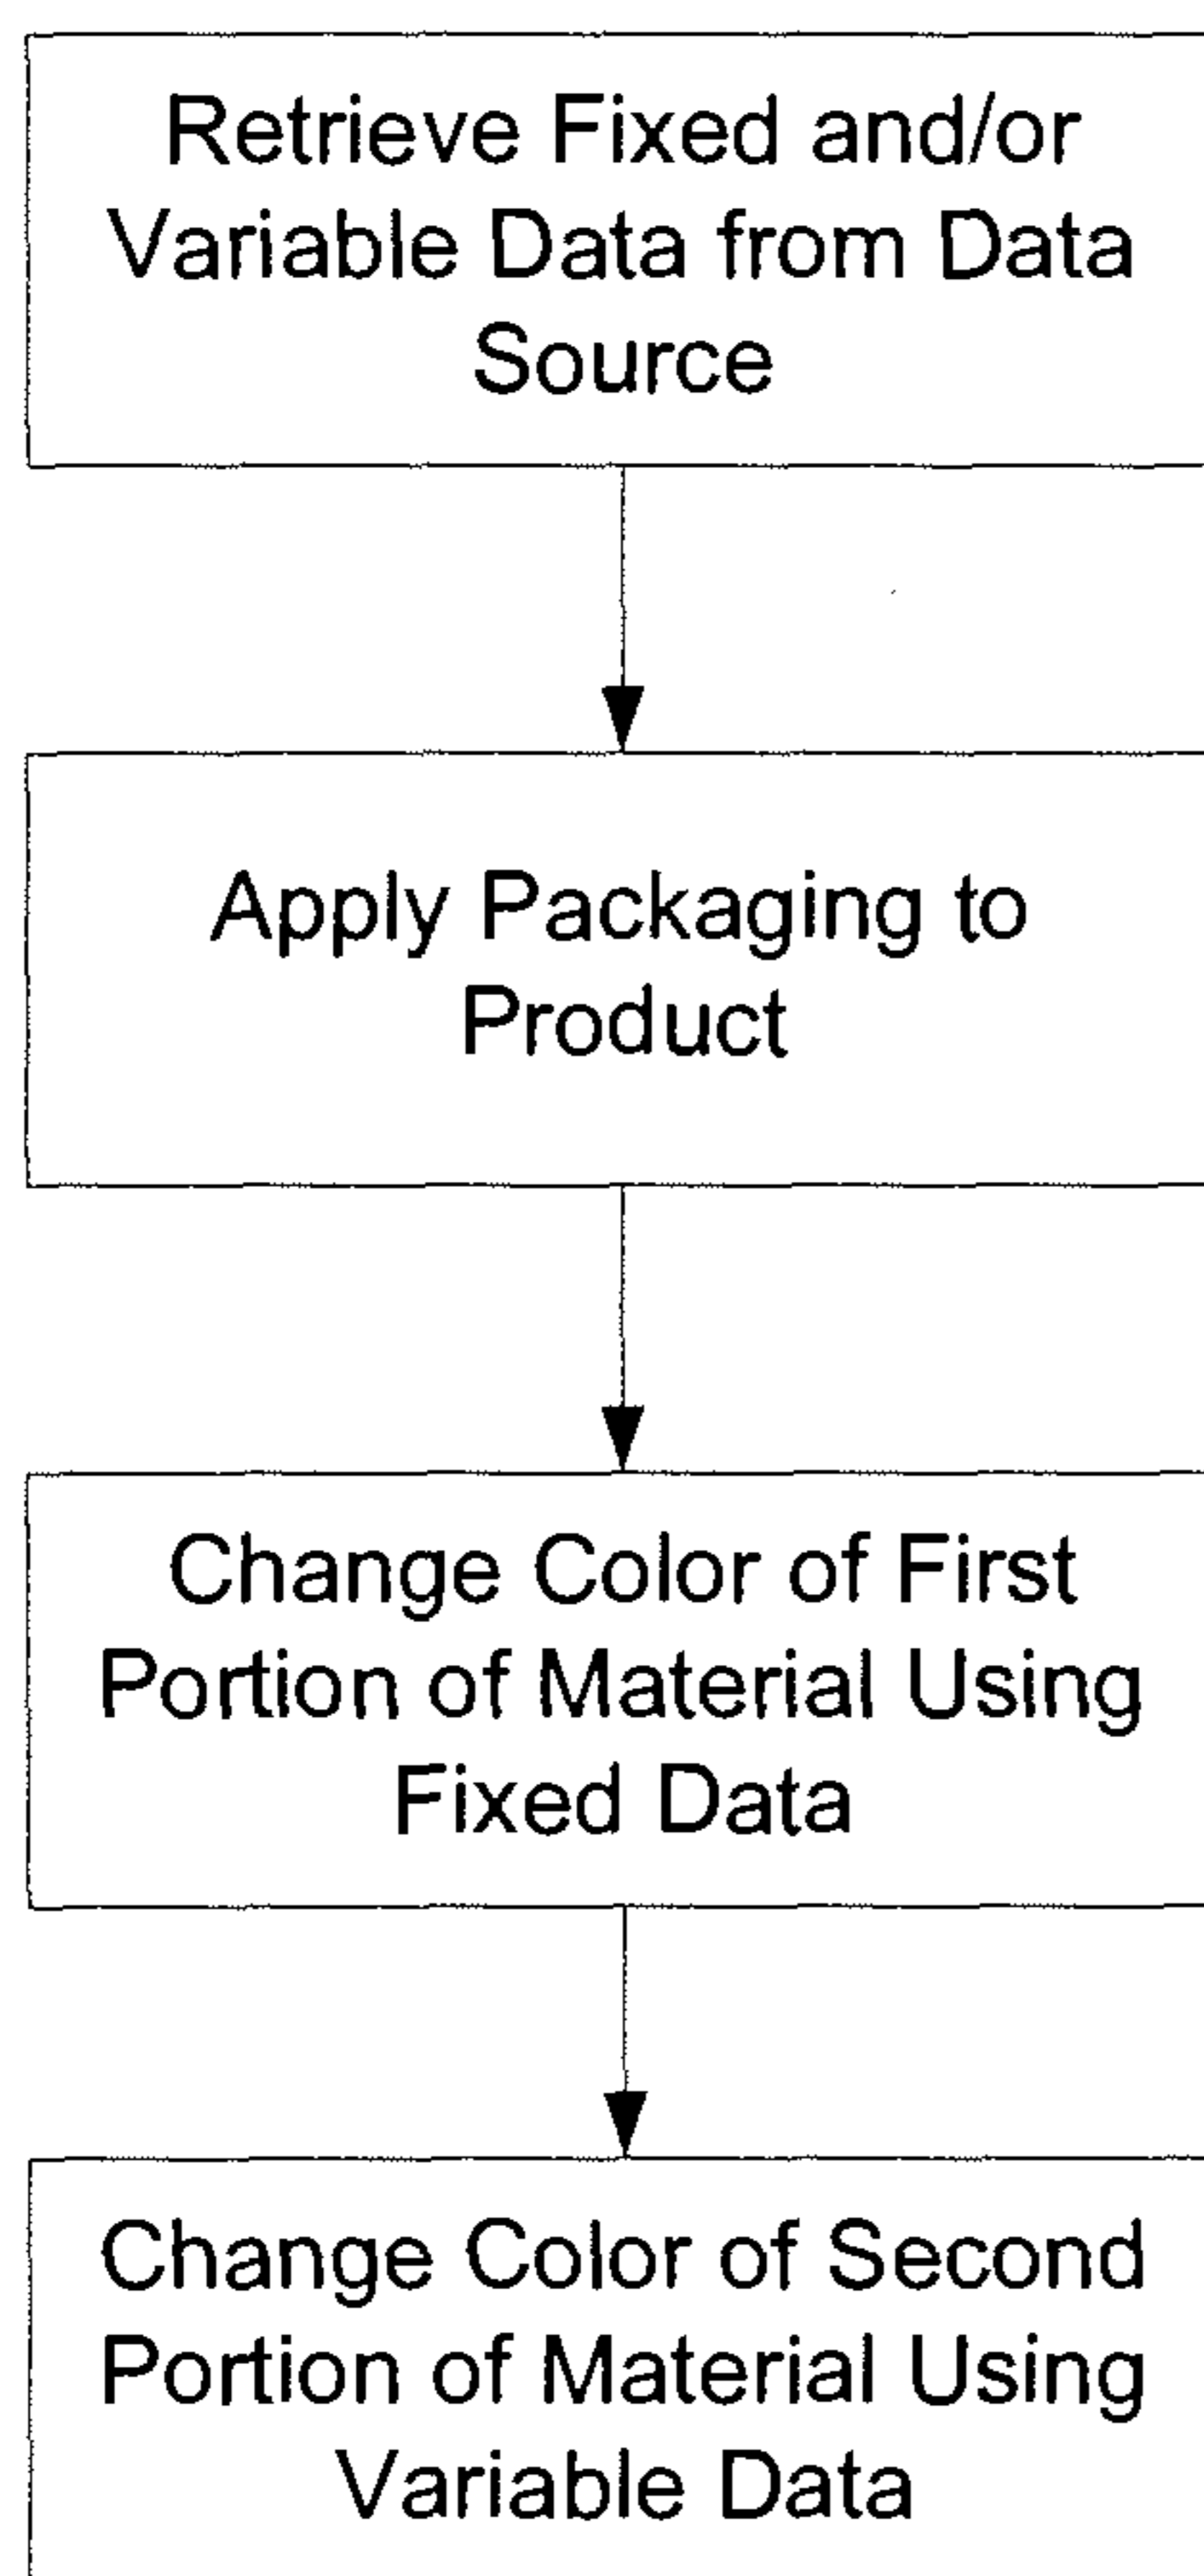 Retrieve Fixed and/or
Variable Data from Data
Source
Apply Packaging to
Product
Change Color of First
Portion of Material Using
Fixed Data
Change Color of Second
Portion of Material Using
Variable Data